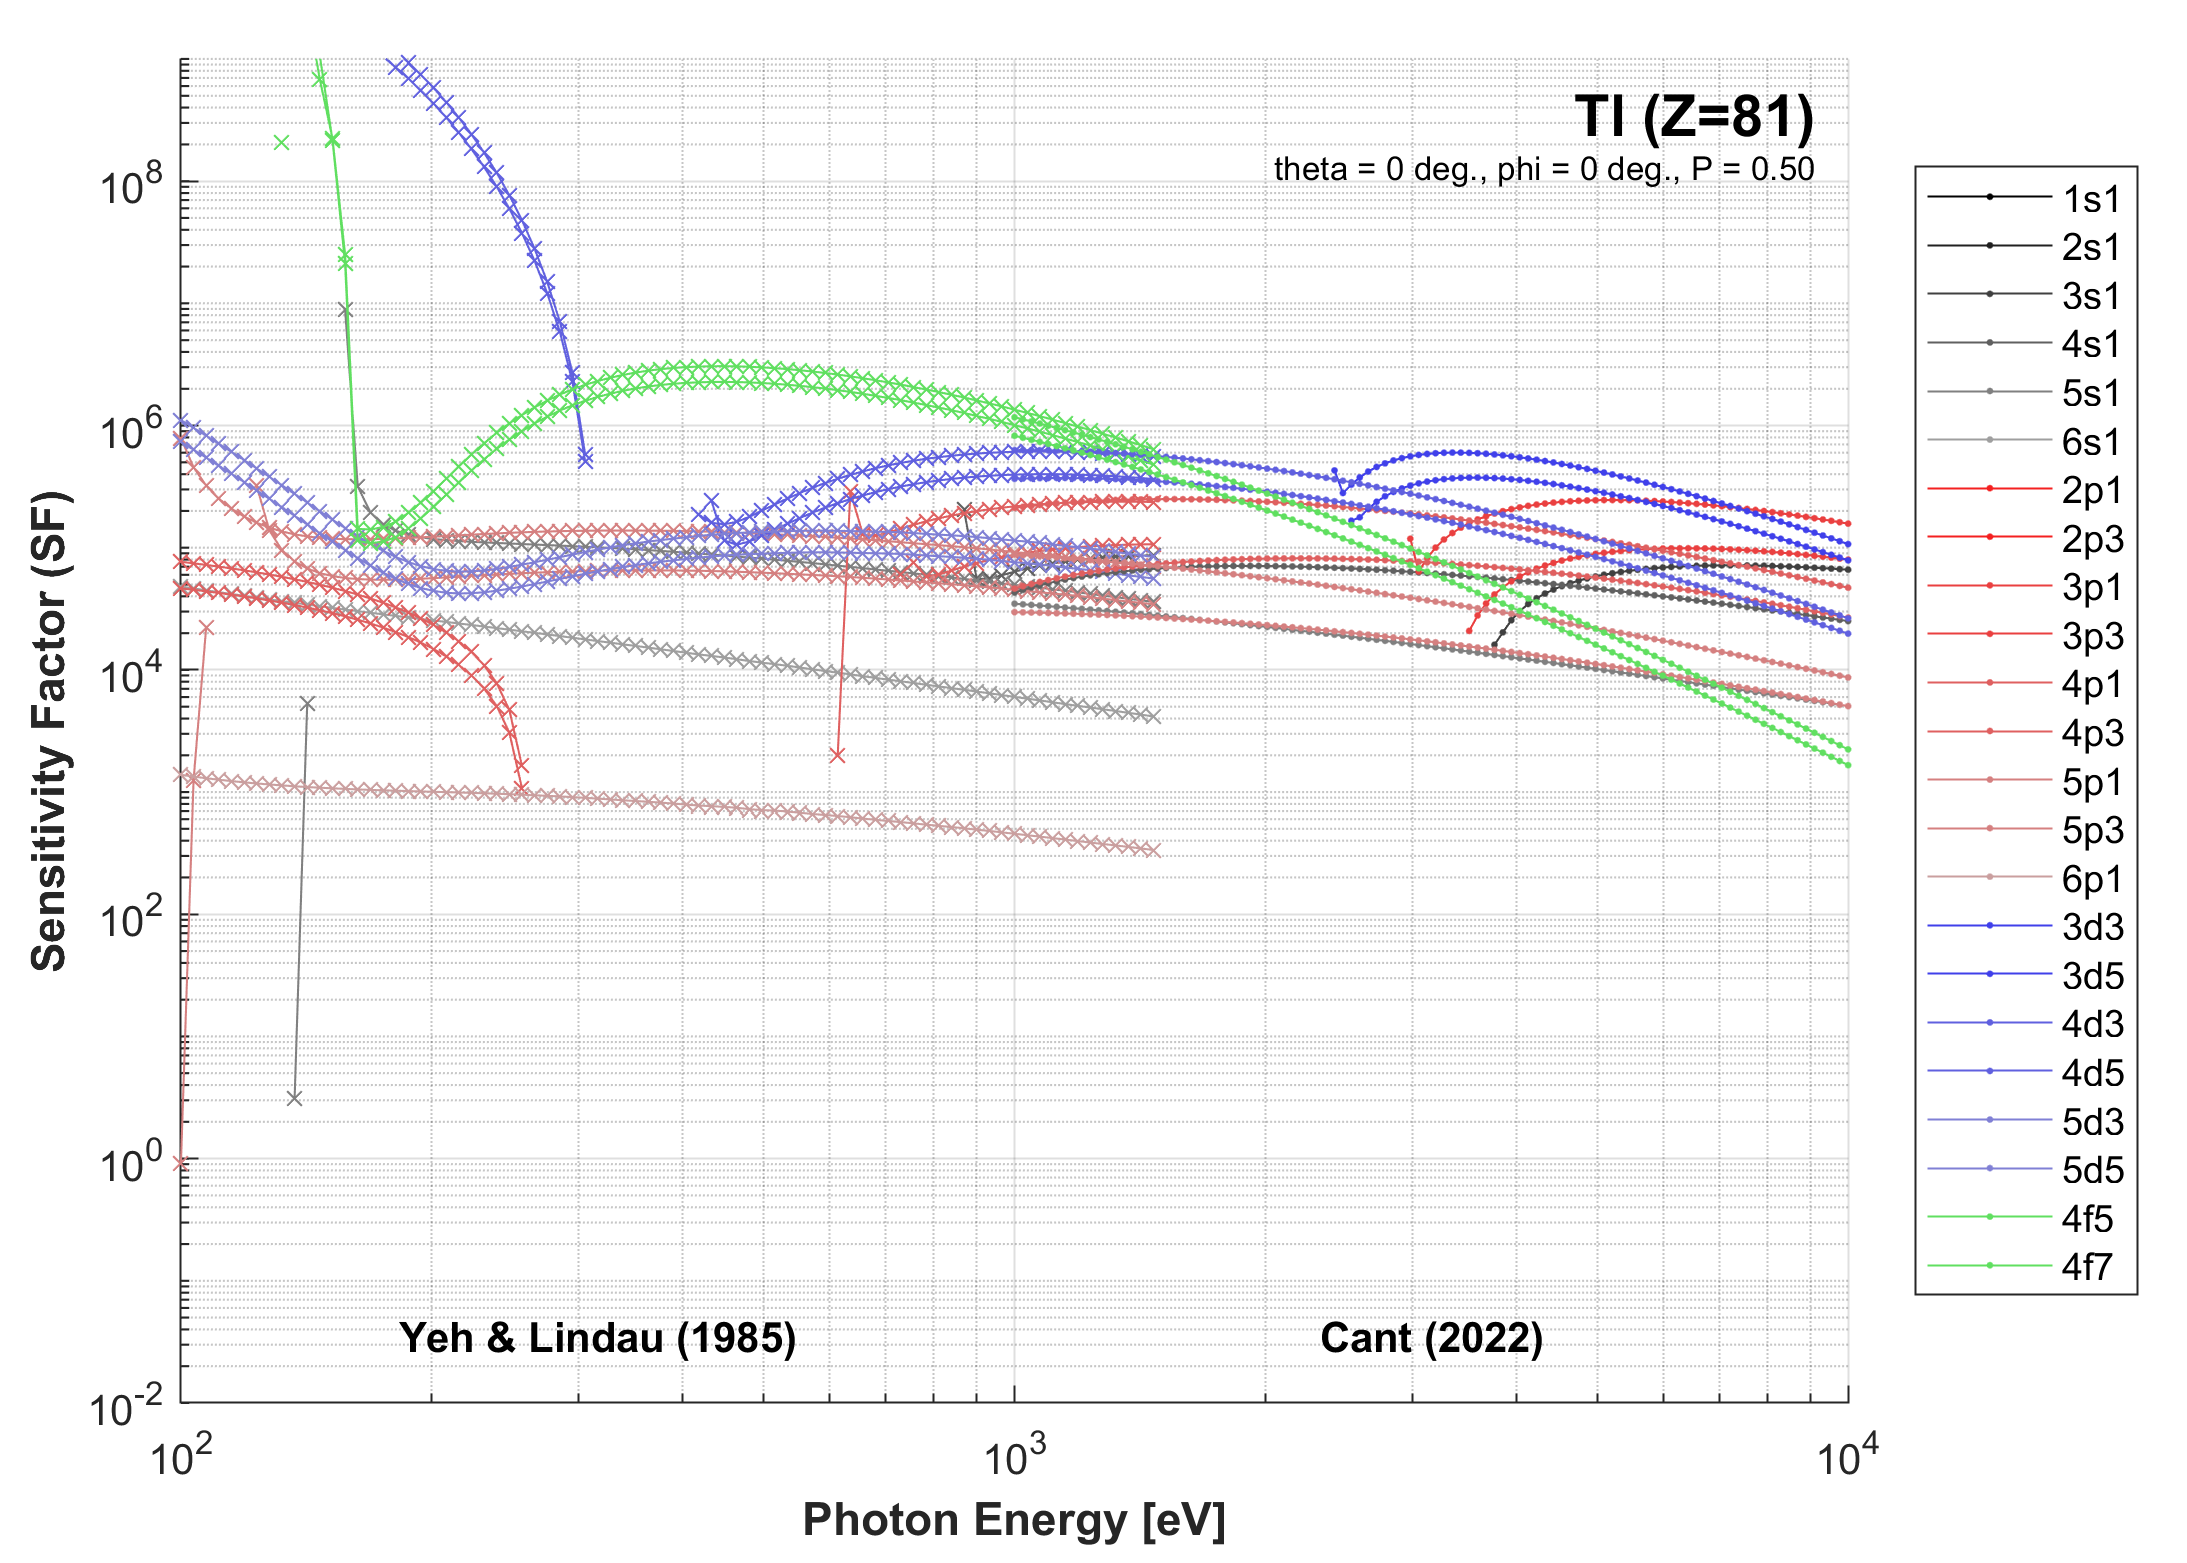 Tl (Z=81)
theta = 0 deg., phi = 0 deg., P = 0.50
Sensitivity Factor (SF)
10^8
10^6
10^4
10^2
10^0
10^-2
10^2
10^3
10^4
Photon Energy [eV]
Yeh & Lindau (1985)
Cant (2022)
1s1
2s1
3s1
4s1
5s1
6s1
2p1
2p3
3p1
3p3
4p1
4p3
5p1
5p3
6p1
3d3
3d5
4d3
4d5
5d3
5d5
4f5
4f7